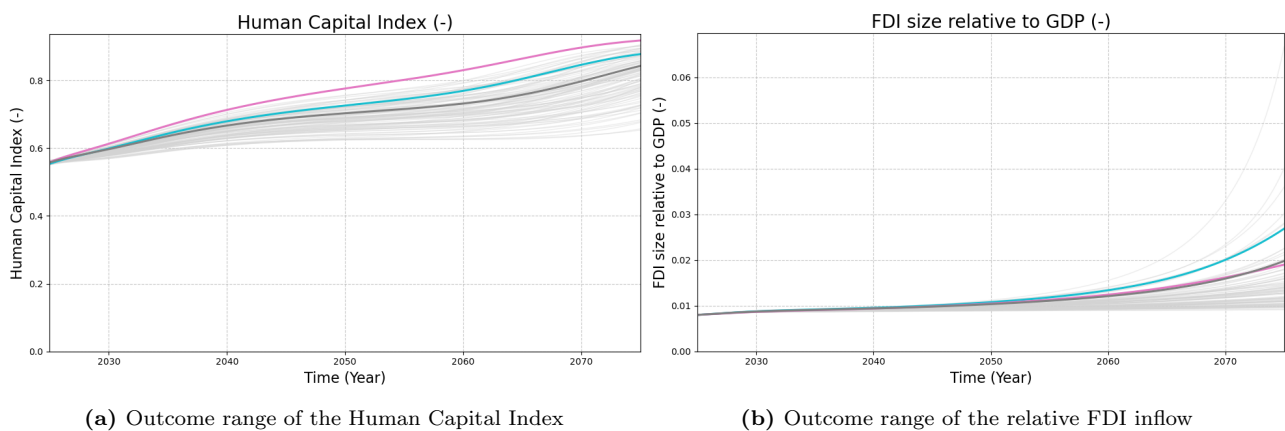 Human Capital Index (-)
Human Capital Index (-)
0.8
0.6
0.4
0.2
0.0
2030 2040 2050 2060 2070
Time (Year)
(a) Outcome range of the Human Capital Index
FDI size relative to GDP (-)
FDI size relative to GDP (-)
0.06
0.05
0.04
0.03
0.02
0.01
0.00
2030 2040 2050 2060 2070
Time (Year)
(b) Outcome range of the relative FDI inflow